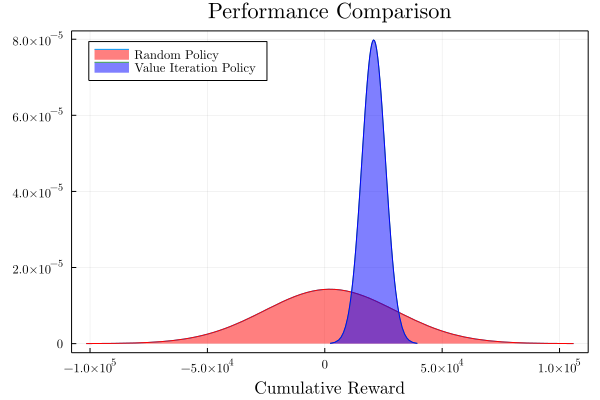 Performance Comparison
8.0×10⁻⁵
Random Policy
Value Iteration Policy
6.0×10⁻⁵
4.0×10⁻⁵
2.0×10⁻⁵
0
−1.0×10⁵ −5.0×10⁴ 0 5.0×10⁴ 1.0×10⁵
Cumulative Reward